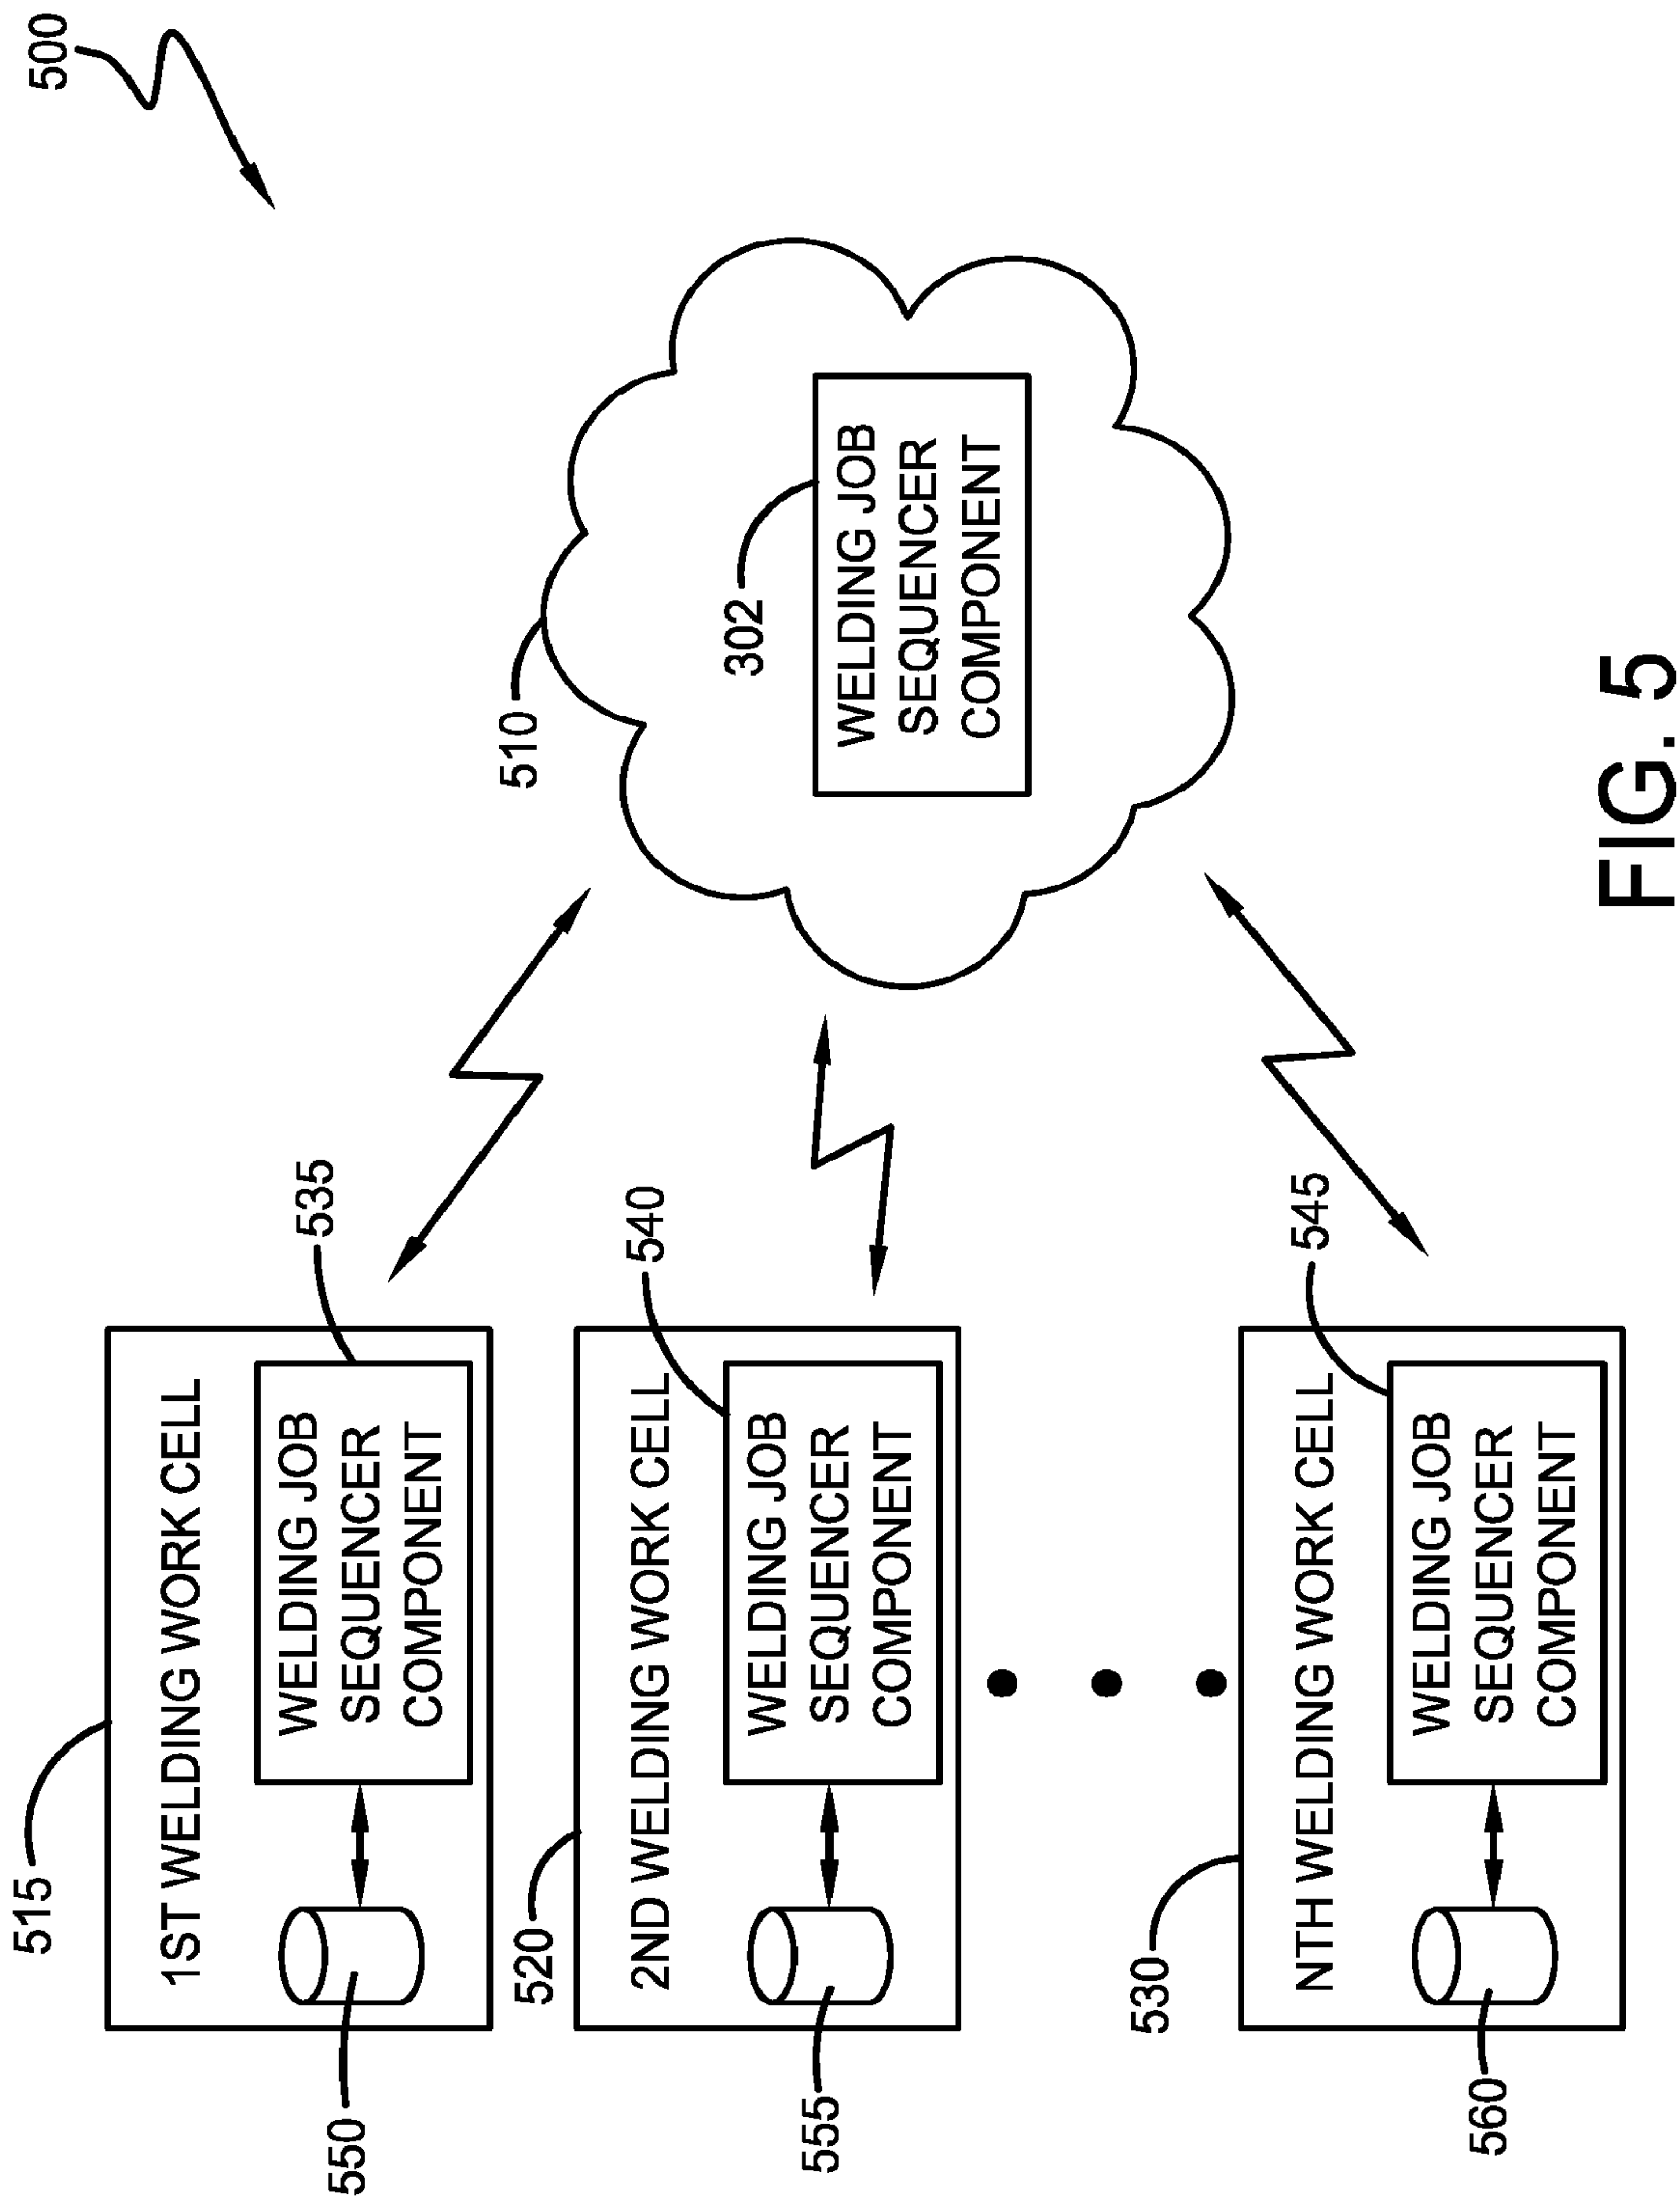 500
515
1ST WELDING WORK CELL
WELDING JOB
SEQUENCER
COMPONENT
535
550
520
2ND WELDING WORK CELL
WELDING JOB
SEQUENCER
COMPONENT
540
555
530
NTH WELDING WORK CELL
WELDING JOB
SEQUENCER
COMPONENT
545
560
510
302
WELDING JOB
SEQUENCER
COMPONENT
FIG. 5